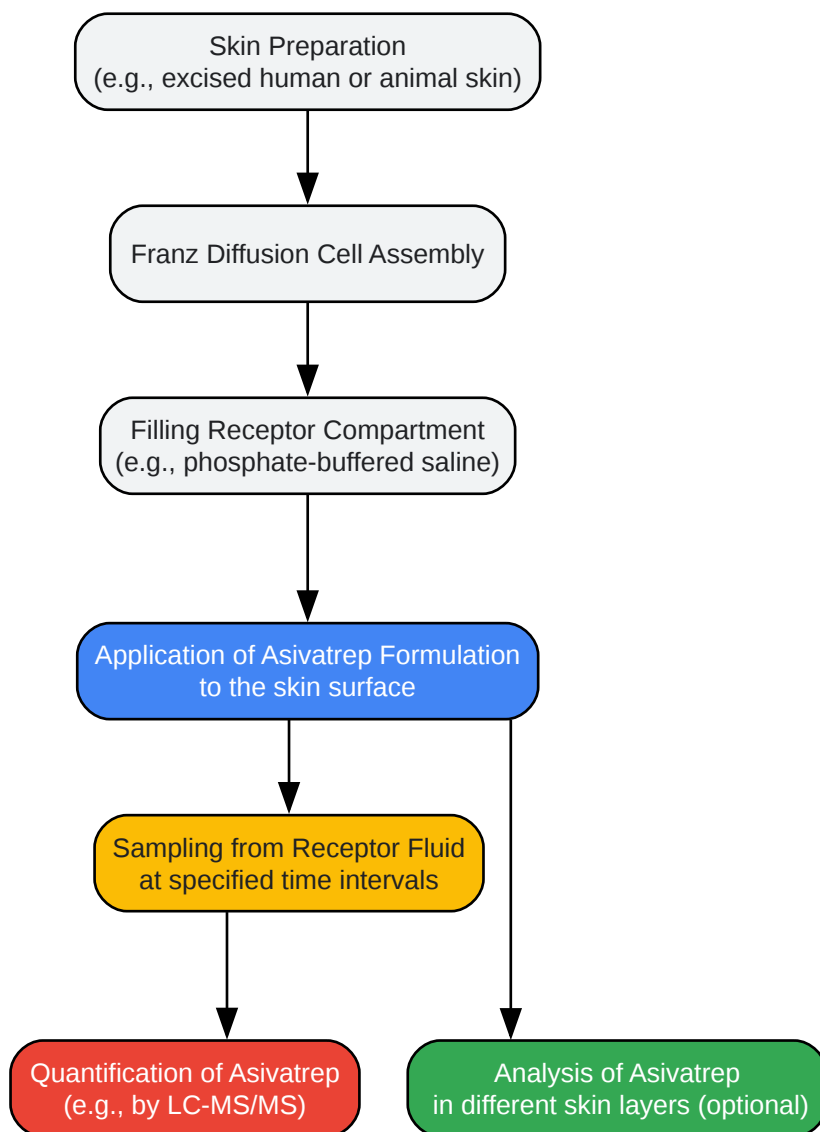 Skin Preparation
(e.g., excised human or animal skin)
Franz Diffusion Cell Assembly
Filling Receptor Compartment
(e.g., phosphate-buffered saline)
Application of Asivatrep Formulation
to the skin surface
Sampling from Receptor Fluid
at specified time intervals
Quantification of Asivatrep
(e.g., by LC-MS/MS)
Analysis of Asivatrep
in different skin layers (optional)